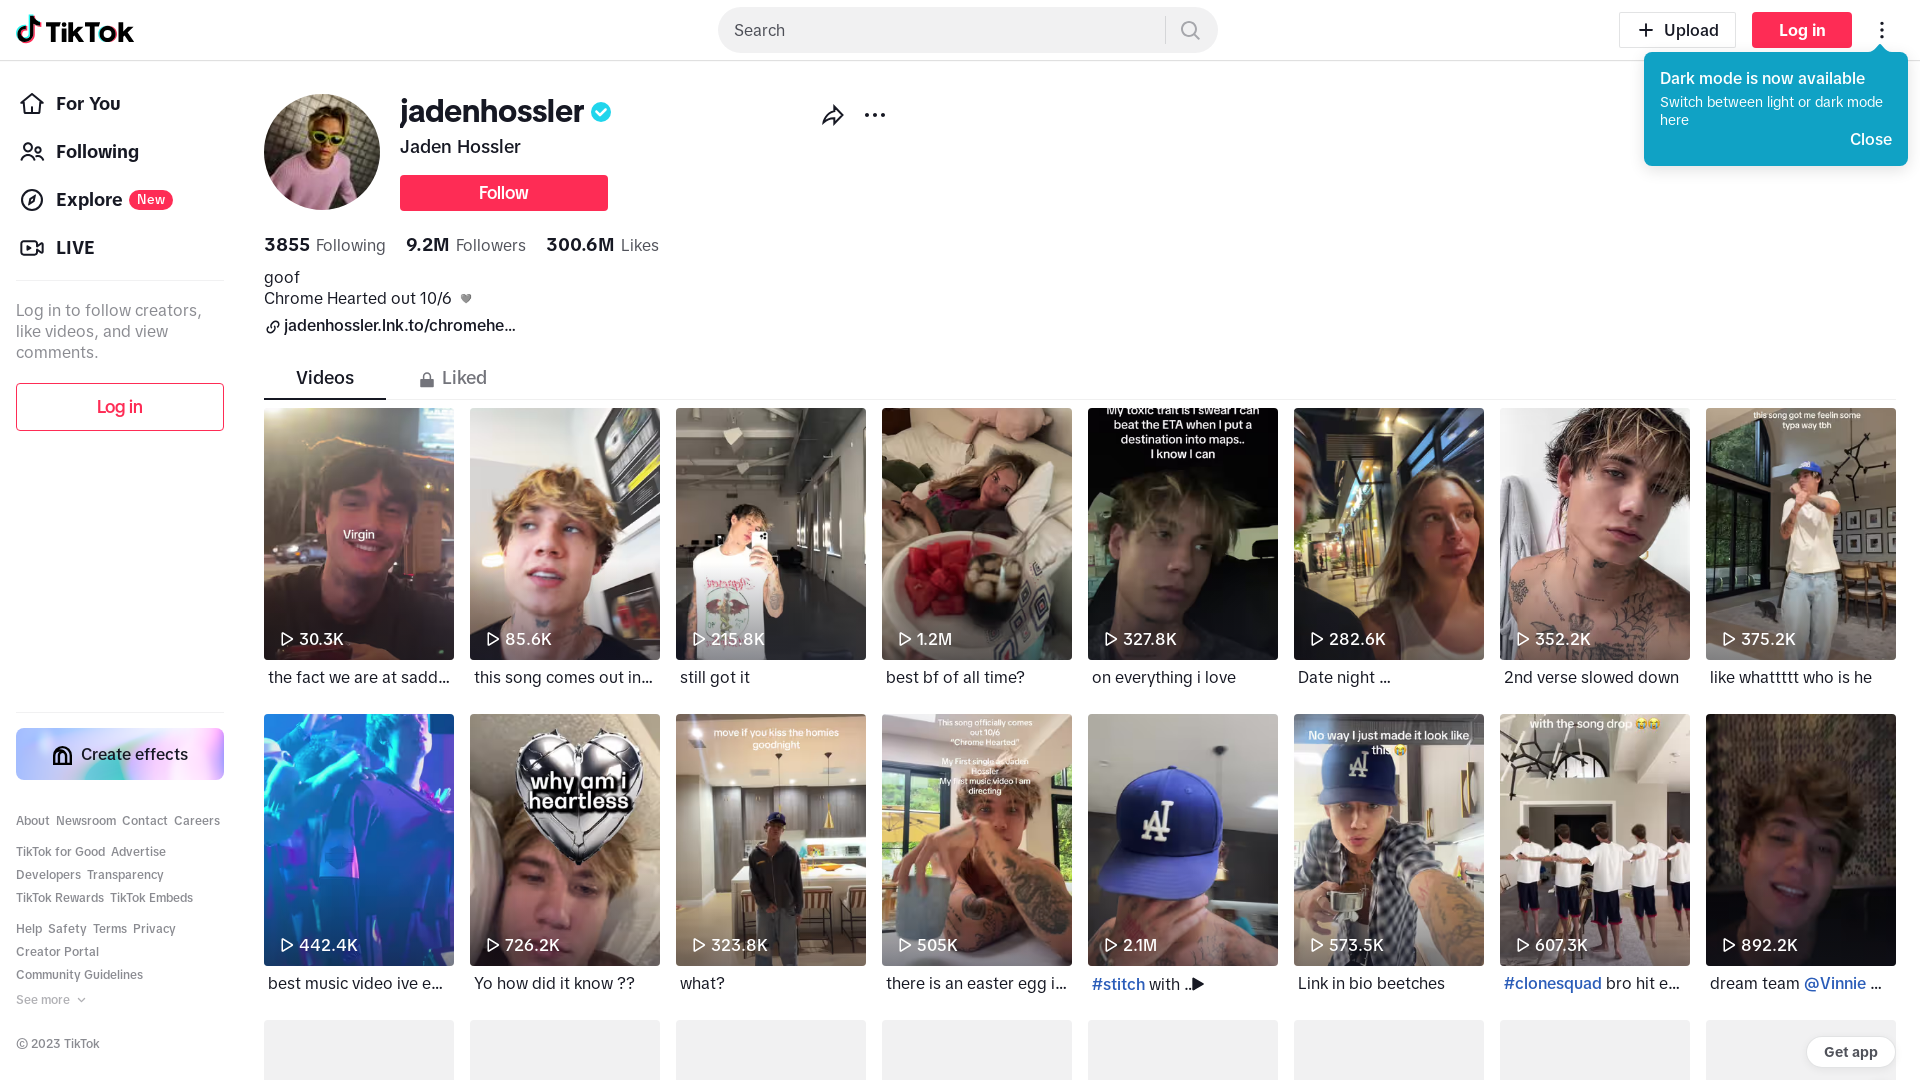 TikTok
Search
Upload
Log in
Dark mode is now available
Switch between light or dark mode
here
Close
For You
Following
Explore New
LIVE
Log in to follow creators,
like videos, and view
comments.
Log in
Create effects
About Newsroom Contact Careers
TikTok for Good Advertise
Developers Transparency
TikTok Rewards TikTok Embeds
Help Safety Terms Privacy
Creator Portal
Community Guidelines
See more
© 2023 TikTok
jadenhossler
Jaden Hossler
Follow
3855 Following 9.2M Followers 300.6M Likes
goof
Chrome Hearted out 10/6 🩶
jadenhossler.lnk.to/chromehe...
Videos
Liked
Virgin
30.3K
the fact we are at sadd...
85.6K
this song comes out in...
215.8K
still got it
1.2M
best bf of all time?
My toxic trait is I swear I can
beat the ETA when I put a
destination into maps..
I know I can
327.8K
on everything i love
282.6K
Date night ...
352.2K
2nd verse slowed down
this song got me feelin some
typa way tbh
375.2K
like whattttt who is he
442.4K
best music video ive e...
why am i
heartless
726.2K
Yo how did it know ??
move if you kiss the homies
goodnight
323.8K
what?
This song officially comes
out 10/6
"Chrome Hearted"
My First single as Jaden
Hossler
My first music video I am
directing
505K
there is an easter egg i...
LA
2.1M
#stitch with ...
No way I just made it look like
this😭
LA
573.5K
Link in bio beetches
with the song drop 😭😭
607.3K
#clonesquad bro hit e...
892.2K
dream team @Vinnie ...
Get app